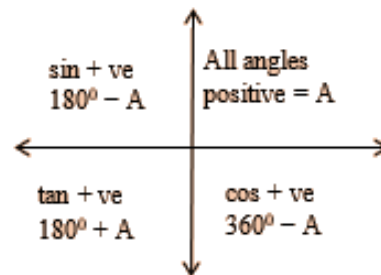 sin + ve
180⁰ − A
All angles
positive = A
tan + ve
180⁰ + A
cos + ve
360⁰ − A